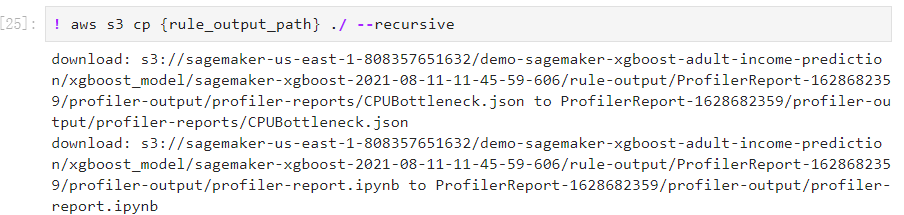 [25]: ! aws s3 cp {rule_output_path} ./ --recursive
download: s3://sagemaker-us-east-1-808357651632/demo-sagemaker-xgboost-adult-income-predictio
n/xgboost_model/sagemaker-xgboost-2021-08-11-11-45-59-606/rule-output/ProfilerReport-162868235
9/profiler-output/profiler-reports/CPUBottleneck.json to ProfilerReport-1628682359/profiler-ou
tput/profiler-reports/CPUBottleneck.json
download: s3://sagemaker-us-east-1-808357651632/demo-sagemaker-xgboost-adult-income-predictio
n/xgboost_model/sagemaker-xgboost-2021-08-11-11-45-59-606/rule-output/ProfilerReport-162868235
9/profiler-output/profiler-report.ipynb to ProfilerReport-1628682359/profiler-output/profiler-
report.ipynb